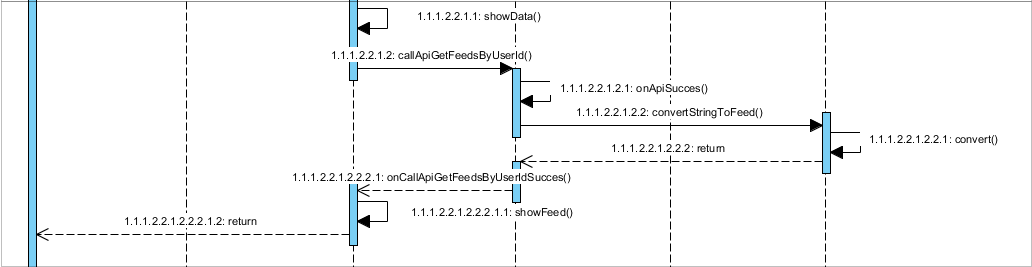 1.1.1.2.2.1.1: showData()
1.1.1.2.2.1.2: callApiGetFeedsByUserId()
1.1.1.2.2.1.2.1: onApiSucces()
1.1.1.2.2.1.2.2: convertStringToFeed()
1.1.1.2.2.1.2.2.1: convert()
1.1.1.2.2.1.2.2.2: return
1.1.1.2.2.1.2.2.2.1: onCallApiGetFeedsByUserIdSucces()
1.1.1.2.2.1.2.2.2.1.1: showFeed()
1.1.1.2.2.1.2.2.2.1.2: return